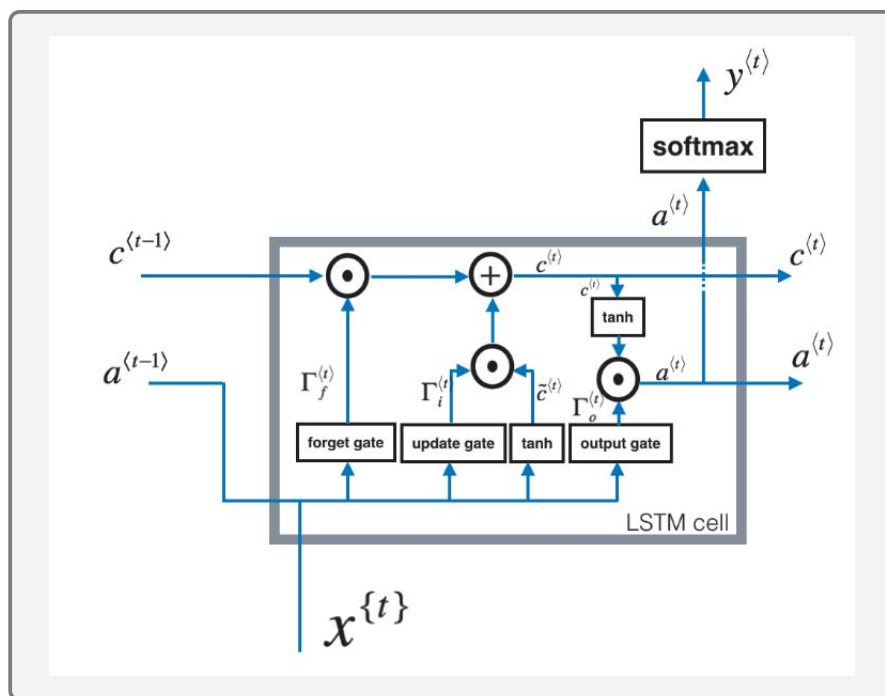 y⟨t⟩
softmax
a⟨t⟩
c⟨t−1⟩
c⟨t⟩
c⟨t⟩
c⟨t⟩
tanh
a⟨t−1⟩
Γf⟨t⟩
Γi⟨t⟩
c̃⟨t⟩
Γo⟨t⟩
a⟨t⟩
a⟨t⟩
forget gate
update gate
tanh
output gate
LSTM cell
x{t}